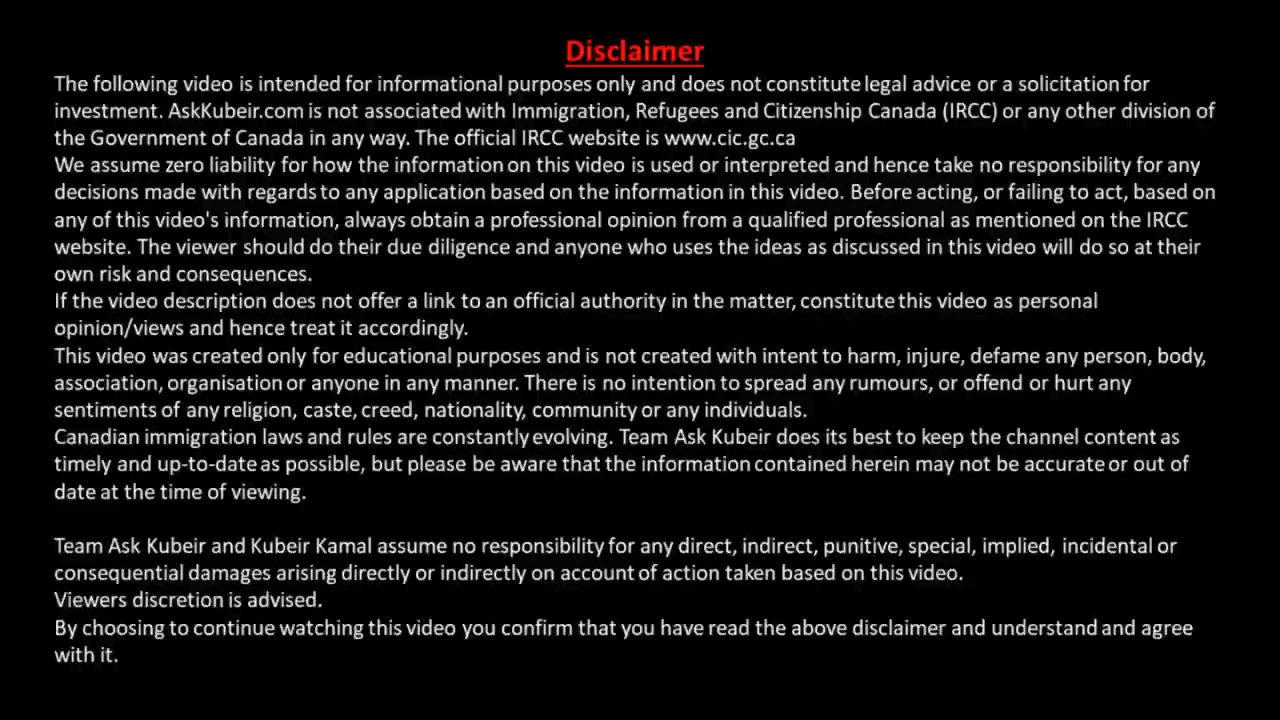 Disclaimer
The following video is intended for informational purposes only and does not constitute legal advice or a solicitation for
investment. AskKubeir.com is not associated with Immigration, Refugees and Citizenship Canada (IRCC) or any other division of
the Government of Canada in any way. The official IRCC website is www.cic.gc.ca
We assume zero liability for how the information on this video is used or interpreted and hence take no responsibility for any
decisions made with regards to any application based on the information in this video. Before acting, or failing to act, based on
any of this video's information, always obtain a professional opinion from a qualified professional as mentioned on the IRCC
website. The viewer should do their due diligence and anyone who uses the ideas as discussed in this video will do so at their
own risk and consequences.
If the video description does not offer a link to an official authority in the matter, constitute this video as personal
opinion/views and hence treat it accordingly.
This video was created only for educational purposes and is not created with intent to harm, injure, defame any person, body,
association, organisation or anyone in any manner. There is no intention to spread any rumours, or offend or hurt any
sentiments of any religion, caste, creed, nationality, community or any individuals.
Canadian immigration laws and rules are constantly evolving. Team Ask Kubeir does its best to keep the channel content as
timely and up-to-date as possible, but please be aware that the information contained herein may not be accurate or out of
date at the time of viewing.
Team Ask Kubeir and Kubeir Kamal assume no responsibility for any direct, indirect, punitive, special, implied, incidental or
consequential damages arising directly or indirectly on account of action taken based on this video.
Viewers discretion is advised.
By choosing to continue watching this video you confirm that you have read the above disclaimer and understand and agree
with it.